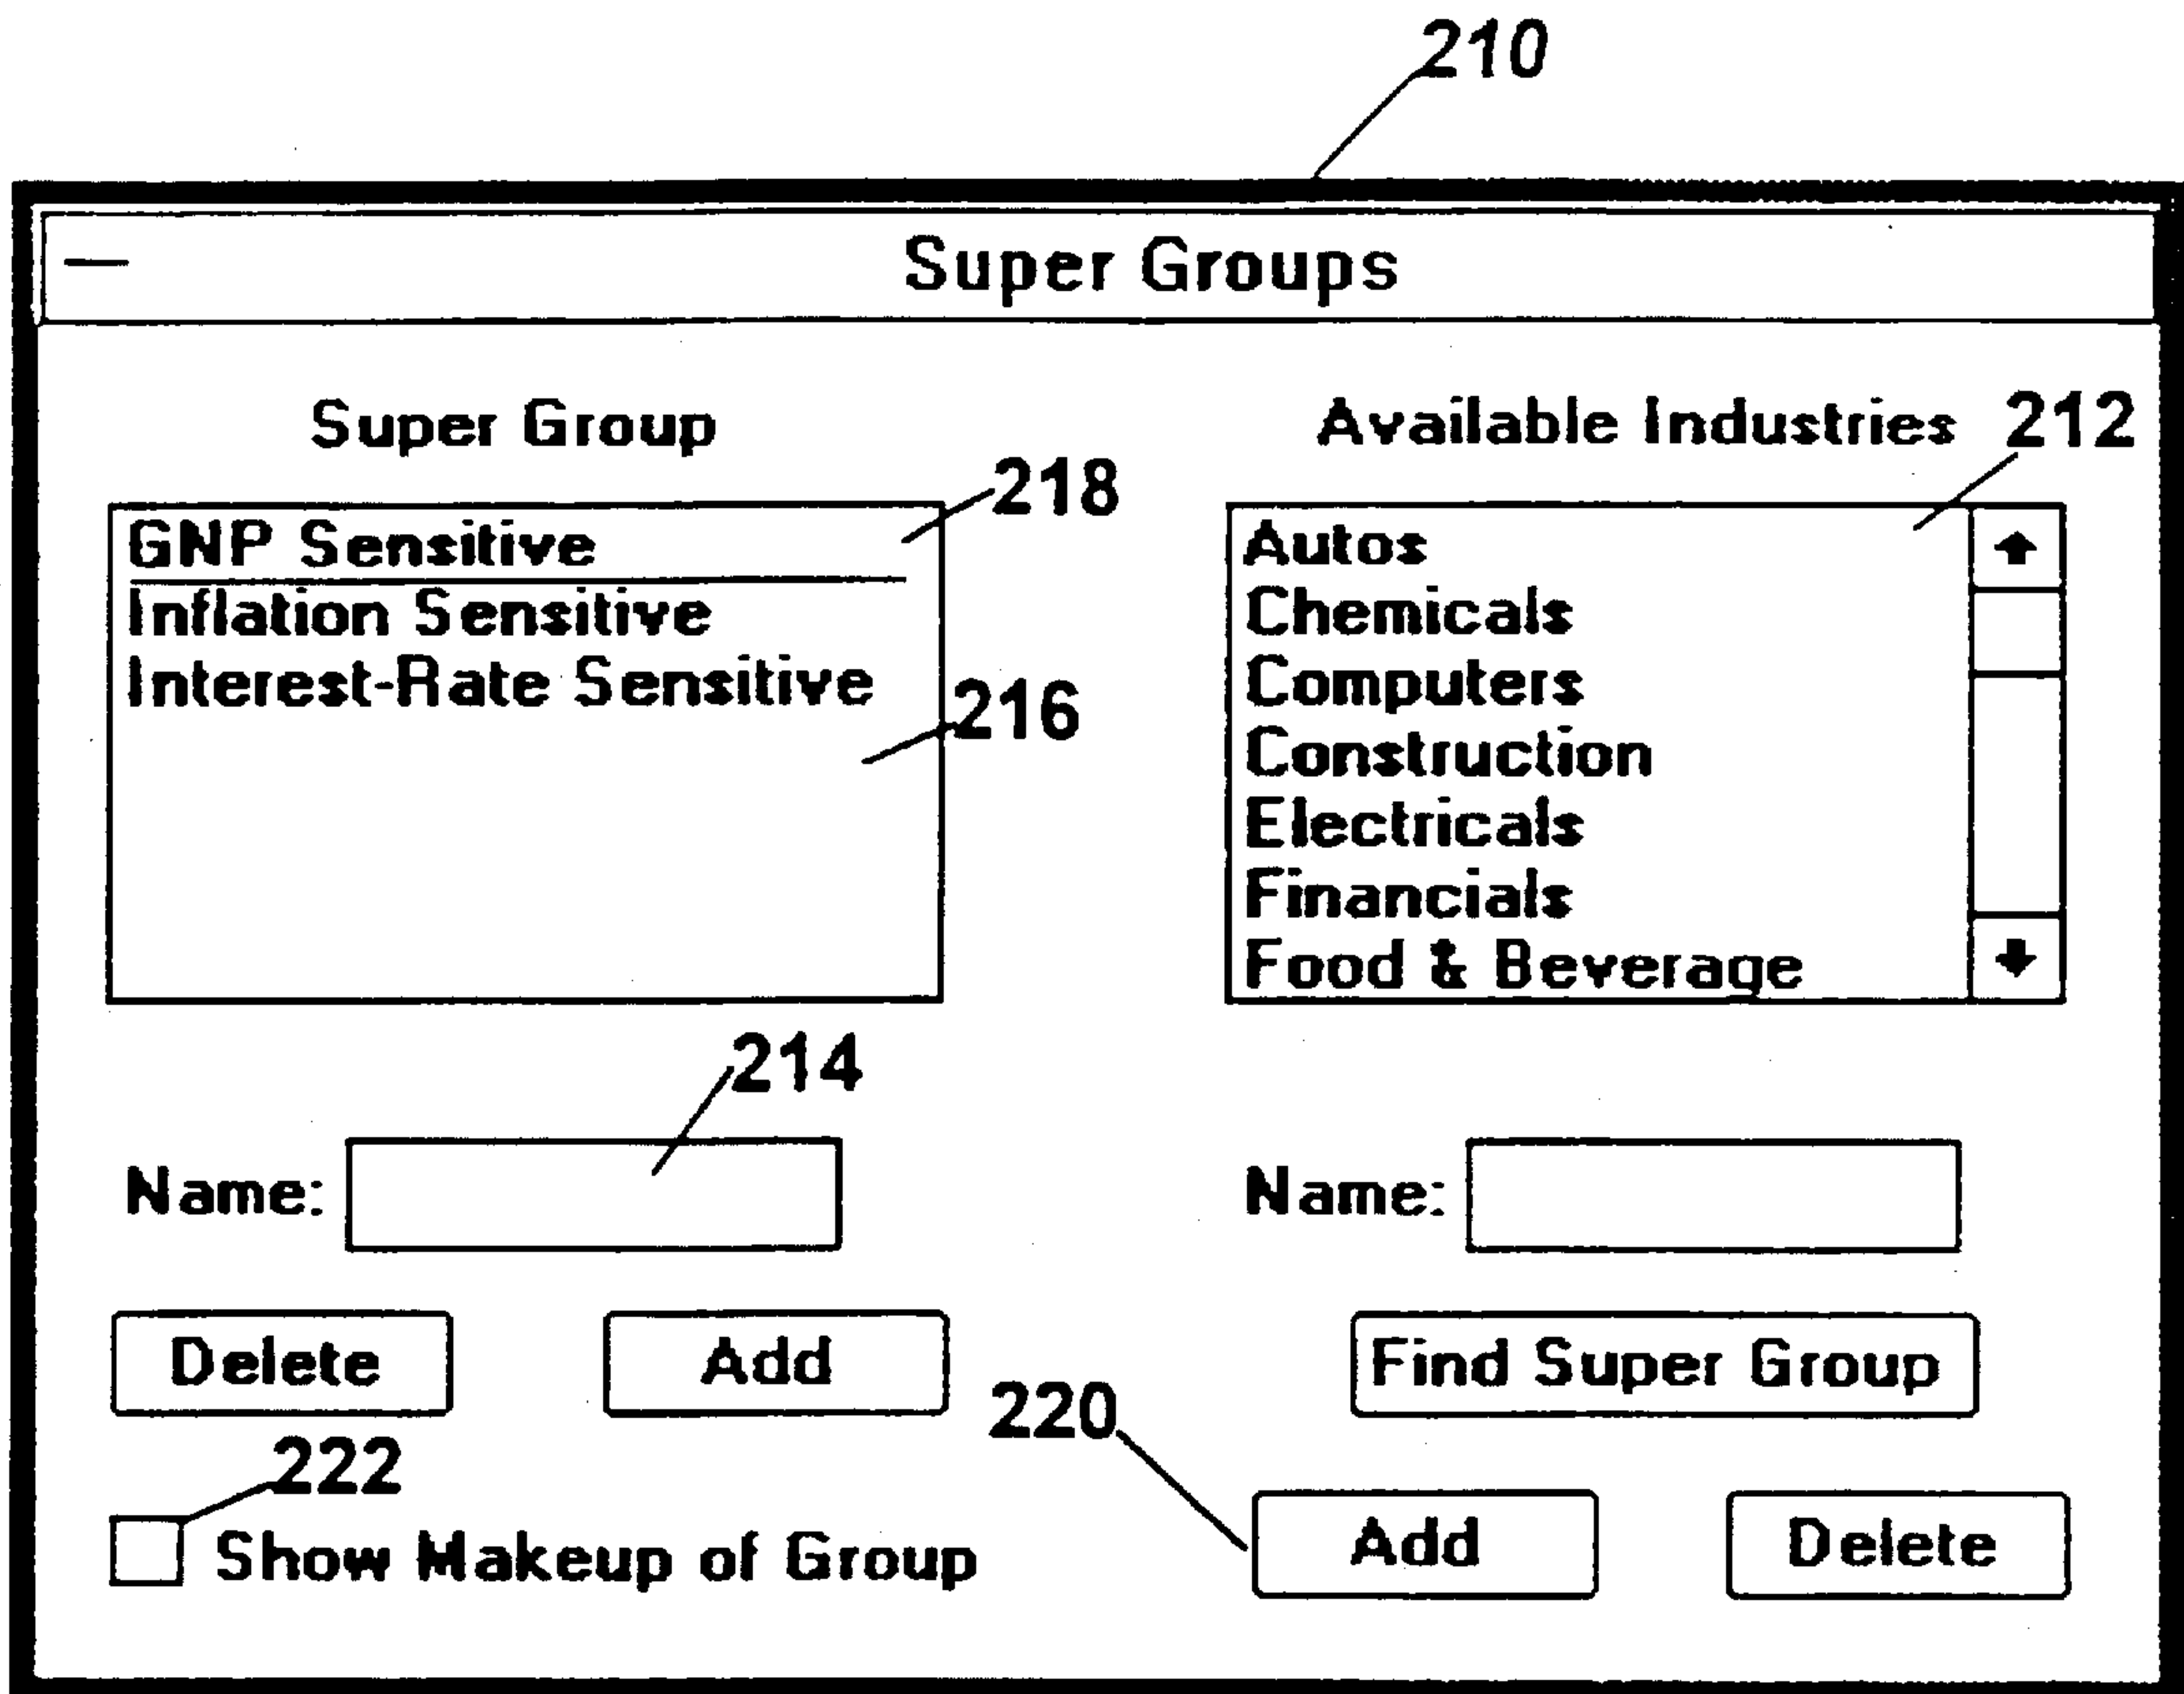 210
Super Groups
Super Group
Available Industries 212
218
GNP Sensitive
Inflation Sensitive
Interest-Rate Sensitive
216
Autos
Chemicals
Computers
Construction
Electricals
Financials
Food & Beverage
214
Name:
Name:
Delete
Add
Find Super Group
220
222
Show Makeup of Group
Add
Delete